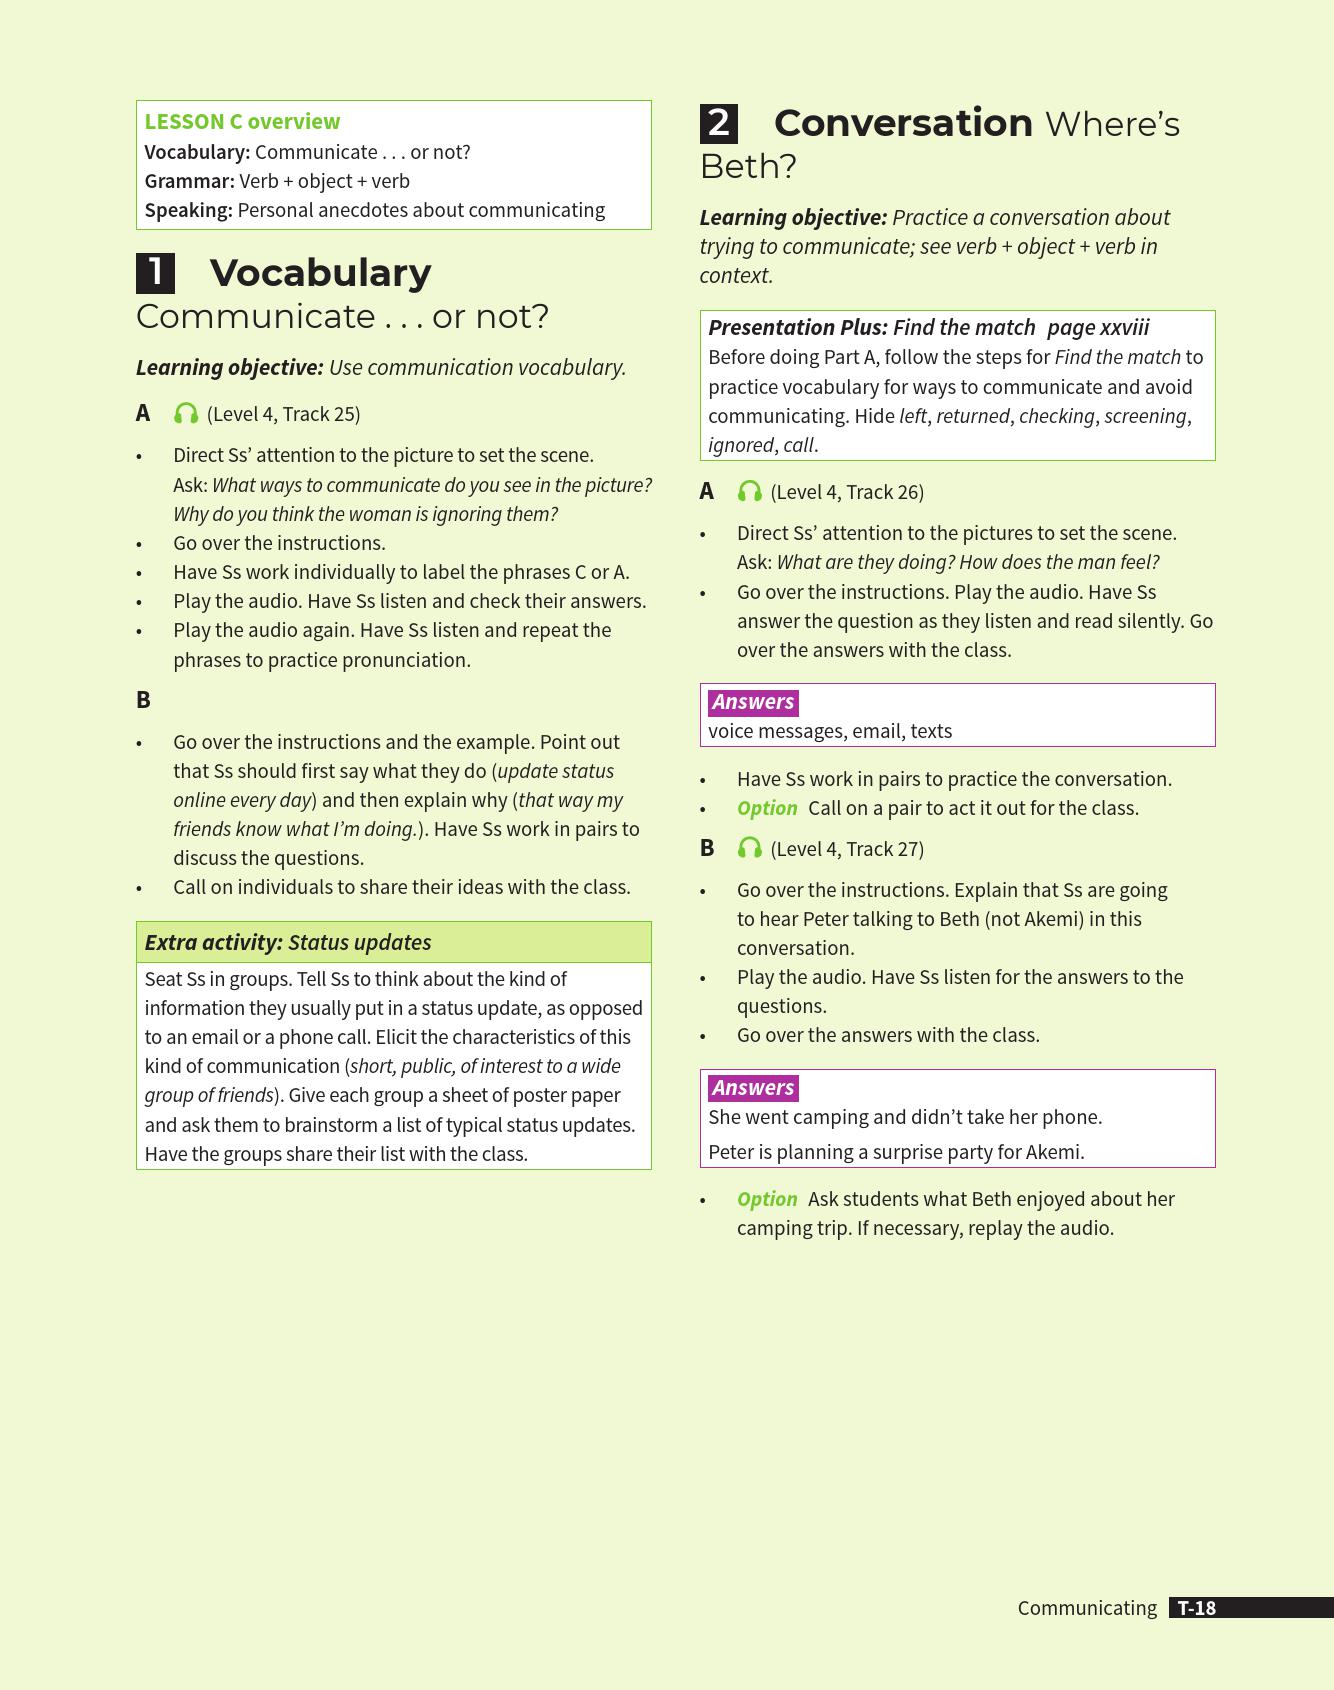 LESSON C overview
Vocabulary: Communicate . . . or not?
Grammar: Verb + object + verb
Speaking: Personal anecdotes about communicating
1 Vocabulary
Communicate . . . or not?
Learning objective: Use communication vocabulary.
A (Level 4, Track 25)
• Direct Ss’ attention to the picture to set the scene.
Ask: What ways to communicate do you see in the picture?
Why do you think the woman is ignoring them?
• Go over the instructions.
• Have Ss work individually to label the phrases C or A.
• Play the audio. Have Ss listen and check their answers.
• Play the audio again. Have Ss listen and repeat the
phrases to practice pronunciation.
B
• Go over the instructions and the example. Point out
that Ss should first say what they do (update status
online every day) and then explain why (that way my
friends know what I’m doing.). Have Ss work in pairs to
discuss the questions.
• Call on individuals to share their ideas with the class.
Extra activity: Status updates
Seat Ss in groups. Tell Ss to think about the kind of
information they usually put in a status update, as opposed
to an email or a phone call. Elicit the characteristics of this
kind of communication (short, public, of interest to a wide
group of friends). Give each group a sheet of poster paper
and ask them to brainstorm a list of typical status updates.
Have the groups share their list with the class.
2 Conversation Where’s
Beth?
Learning objective: Practice a conversation about
trying to communicate; see verb + object + verb in
context.
Presentation Plus: Find the match page xxviii
Before doing Part A, follow the steps for Find the match to
practice vocabulary for ways to communicate and avoid
communicating. Hide left, returned, checking, screening,
ignored, call.
A (Level 4, Track 26)
• Direct Ss’ attention to the pictures to set the scene.
Ask: What are they doing? How does the man feel?
• Go over the instructions. Play the audio. Have Ss
answer the question as they listen and read silently. Go
over the answers with the class.
Answers
voice messages, email, texts
• Have Ss work in pairs to practice the conversation.
• Option Call on a pair to act it out for the class.
B (Level 4, Track 27)
• Go over the instructions. Explain that Ss are going
to hear Peter talking to Beth (not Akemi) in this
conversation.
• Play the audio. Have Ss listen for the answers to the
questions.
• Go over the answers with the class.
Answers
She went camping and didn’t take her phone.
Peter is planning a surprise party for Akemi.
• Option Ask students what Beth enjoyed about her
camping trip. If necessary, replay the audio.
Communicating T-18